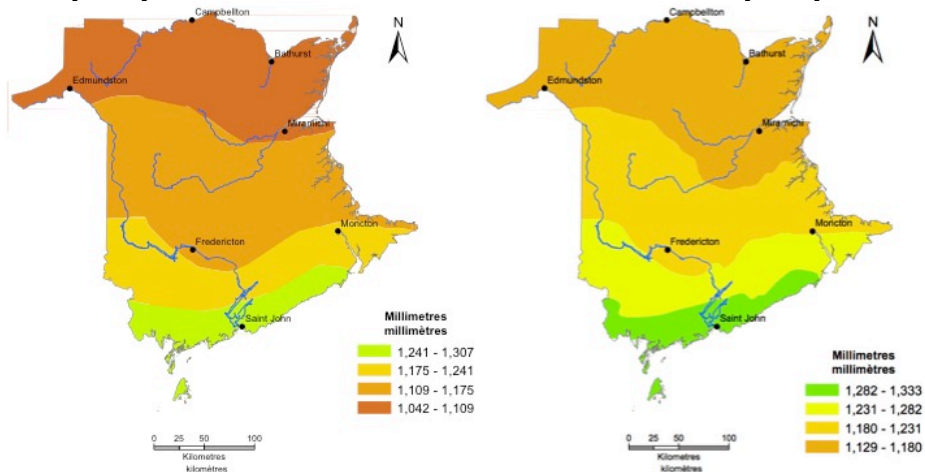 Campbellton
N
Bathurst
Edmundston
Miramichi
Moncton
Fredericton
Saint John
Millimetres
millimètres
1,241 - 1,307
1,175 - 1,241
1,109 - 1,175
1,042 - 1,109
0 25 50 100
Kilometres
kilomètres
Campbellton
N
Bathurst
Edmundston
Miramichi
Moncton
Fredericton
Saint John
Millimetres
millimètres
1,282 - 1,333
1,231 - 1,282
1,180 - 1,231
1,129 - 1,180
0 25 50 100
Kilometres
kilomètres